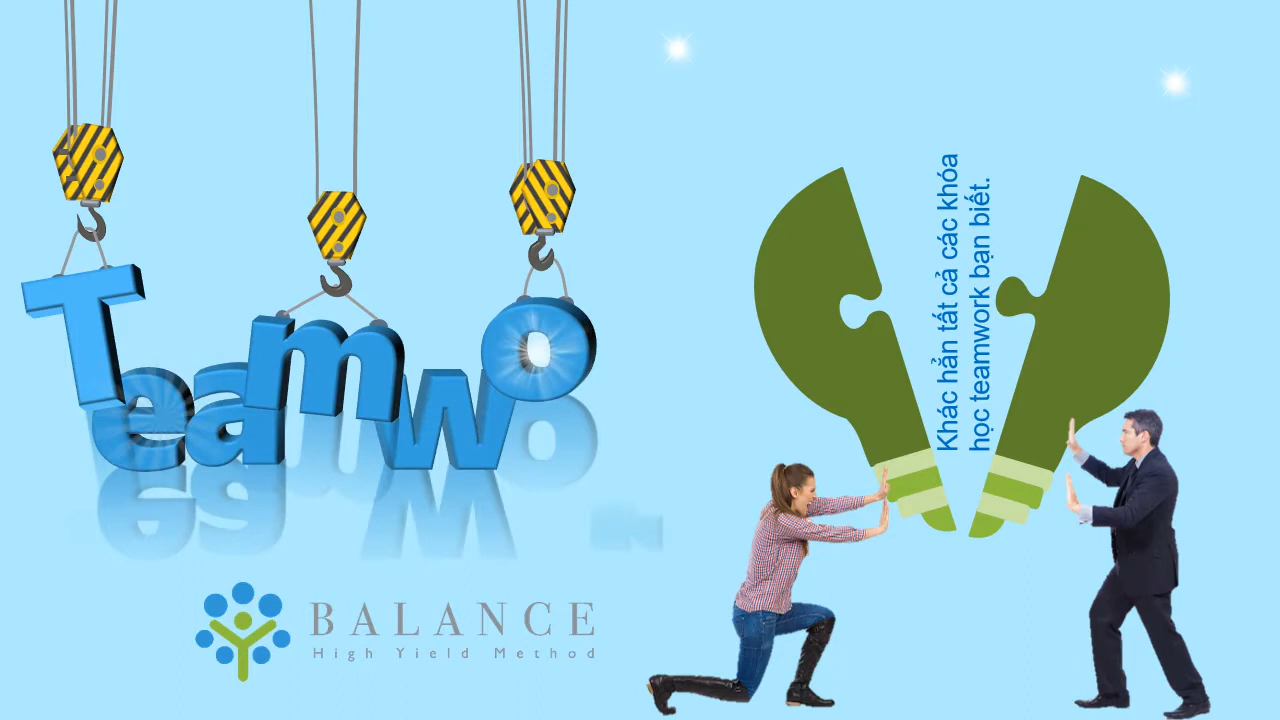 Teamwo
Khác hẳn tất cả các khóa
học teamwork bạn biết.
BALANCE
High Yield Method